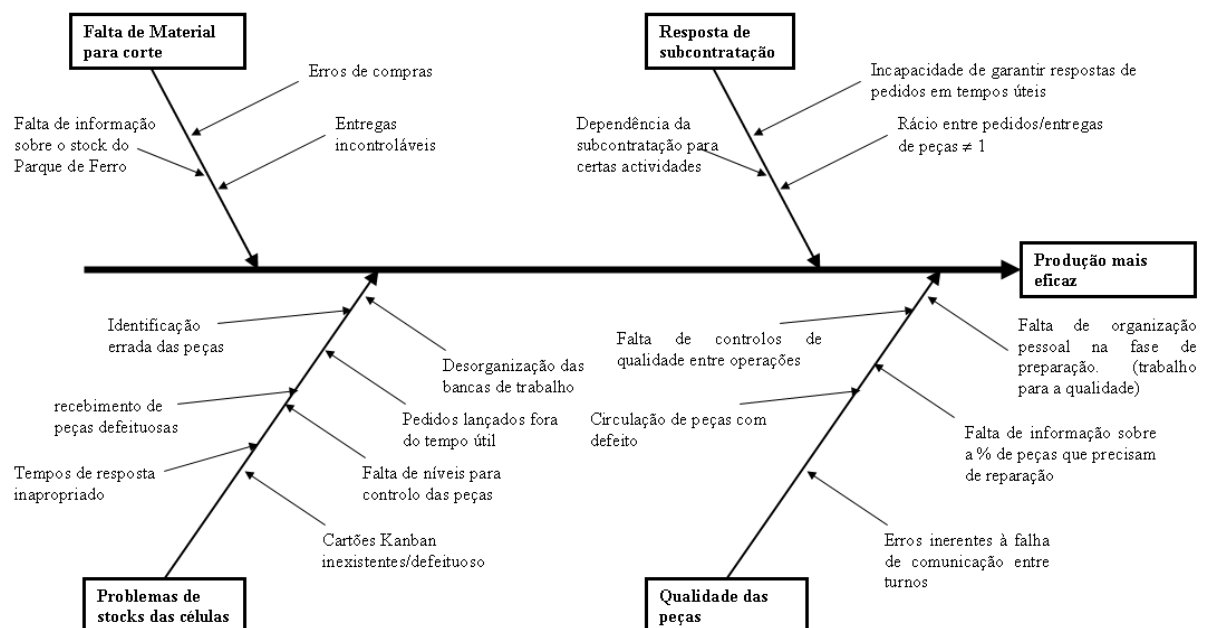 Falta de Material
para corte
Erros de compras
Falta de informação
sobre o stock do
Parque de Ferro
Entregas
incontroláveis
Resposta de
subcontratação
Incapacidade de garantir respostas de
pedidos em tempos úteis
Dependência da
subcontratação para
certas actividades
Rácio entre pedidos/entregas
de peças ≠ 1
Produção mais
eficaz
Identificação
errada das peças
Desorganização das
bancas de trabalho
recebimento de
peças defeituosas
Pedidos lançados fora
do tempo útil
Tempos de resposta
inapropriado
Falta de níveis para
controlo das peças
Cartões Kanban
inexistentes/defeituoso
Problemas de
stocks das células
Falta de controlos de
qualidade entre operações
Falta de organização
pessoal na fase de
preparação. (trabalho
para a qualidade)
Circulação de peças com
defeito
Falta de informação sobre
a % de peças que precisam
de reparação
Erros inerentes à falha
de comunicação entre
turnos
Qualidade das
peças